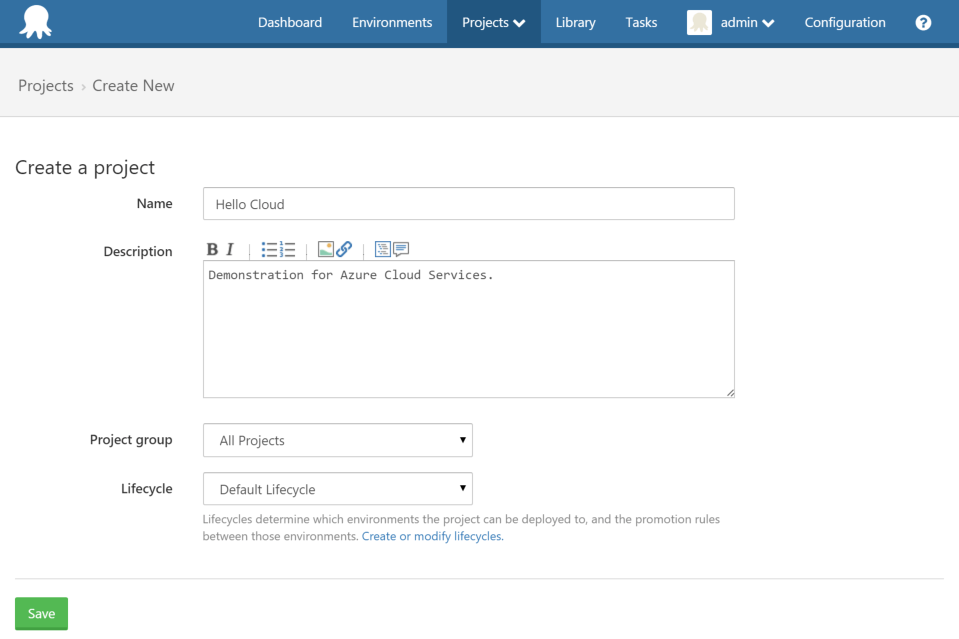 Dashboard Environments Projects Library Tasks admin Configuration ?
Projects › Create New
Create a project
Name Hello Cloud
Description B I
Demonstration for Azure Cloud Services.
Project group All Projects
Lifecycle Default Lifecycle
Lifecycles determine which environments the project can be deployed to, and the promotion rules
between those environments. Create or modify lifecycles.
Save